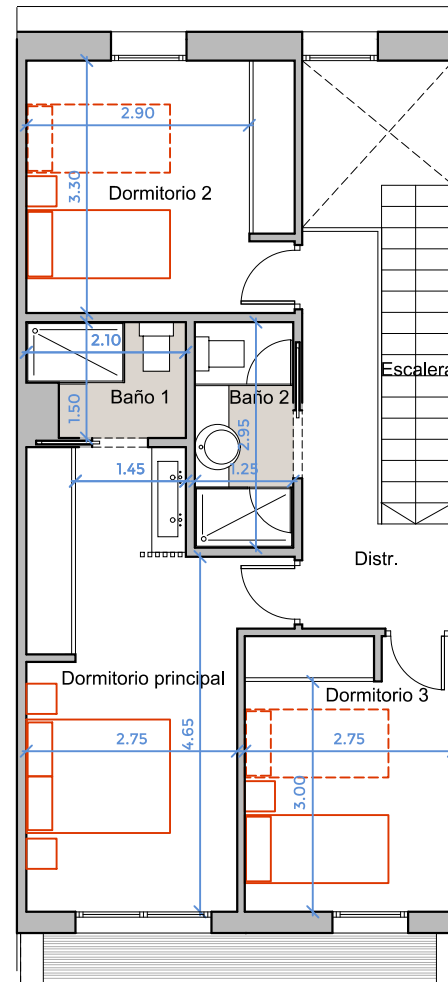 2.90
3.30
Dormitorio 2
2.10
1.50
Baño 1
Baño 2
2.95
Escalera
1.45
1.25
Distr.
Dormitorio principal
Dormitorio 3
4.65
2.75
2.75
3.00